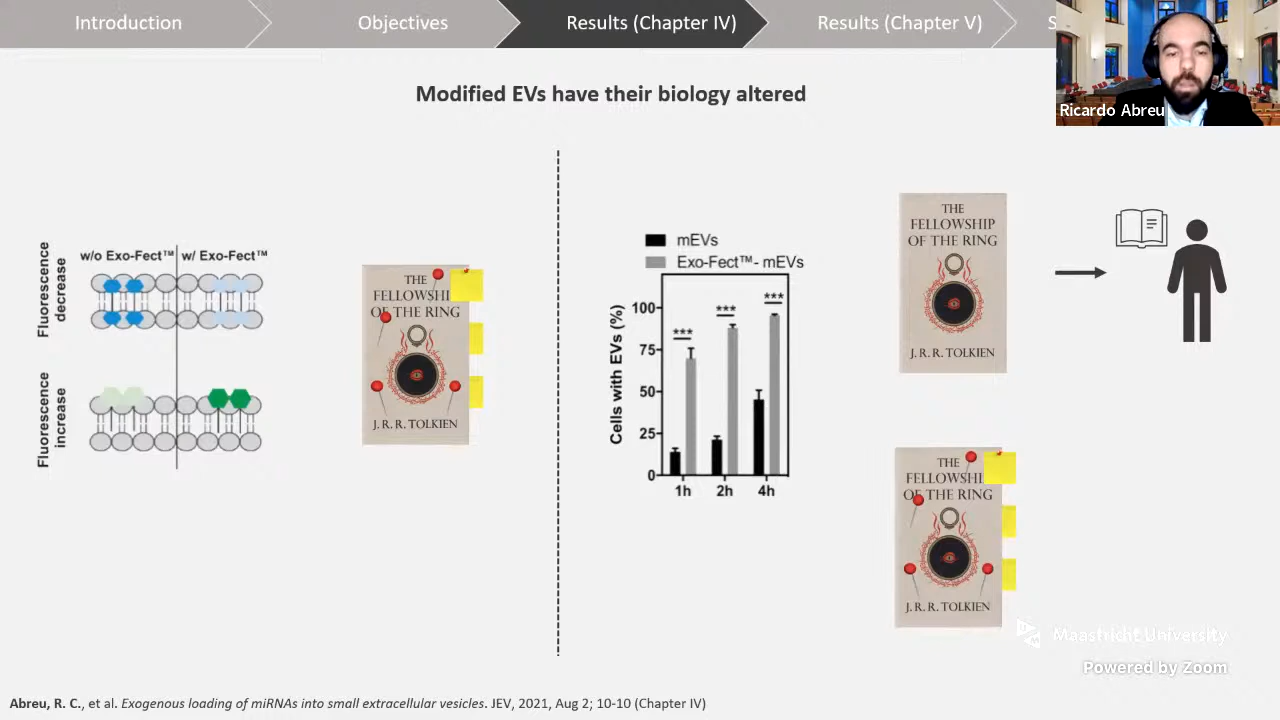 Introduction
Objectives
Results (Chapter IV)
Results (Chapter V)
S
Ricardo Abreu
Modified EVs have their biology altered
w/o Exo-Fect™ w/ Exo-Fect™
Fluorescence
decrease
Fluorescence
increase
THE
FELLOWSHI
OF THE RING
J. R. R. TOLKIEN
mEVs
Exo-Fect™- mEVs
Cells with EVs (%)
100
75
50
25
0
***
***
***
1h
2h
4h
THE
FELLOWSHIP
OF THE RING
J. R. R. TOLKIEN
THE
FELLOWSHI
OF THE RING
J. R. R. TOLKIEN
Maastricht University
Powered by Zoom
Abreu, R. C., et al. Exogenous loading of miRNAs into small extracellular vesicles. JEV, 2021, Aug 2; 10-10 (Chapter IV)